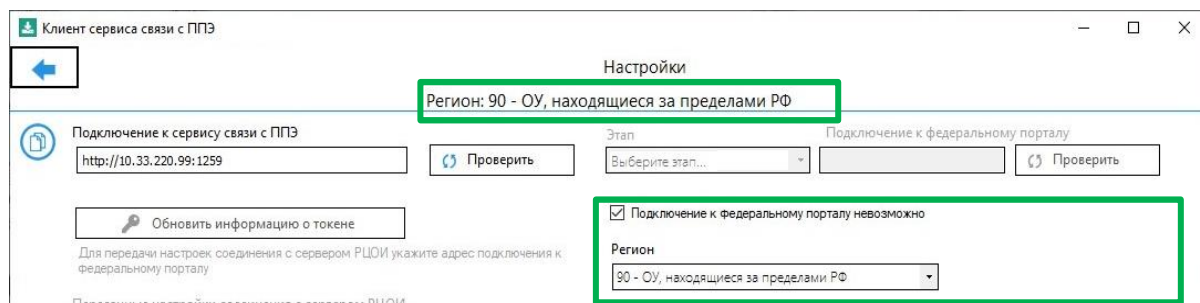 Клиент сервиса связи с ППЭ
Настройки
Регион: 90 - ОУ, находящиеся за пределами РФ
Подключение к сервису связи с ППЭ
Этап
Подключение к федеральному порталу
http://10.33.220.99:1259
Проверить
Выберите этап...
Проверить
Обновить информацию о токене
Подключение к федеральному порталу невозможно
Для передачи настроек соединения с сервером РЦОИ укажите адрес подключения к
федеральному порталу
Регион
90 - ОУ, находящиеся за пределами РФ